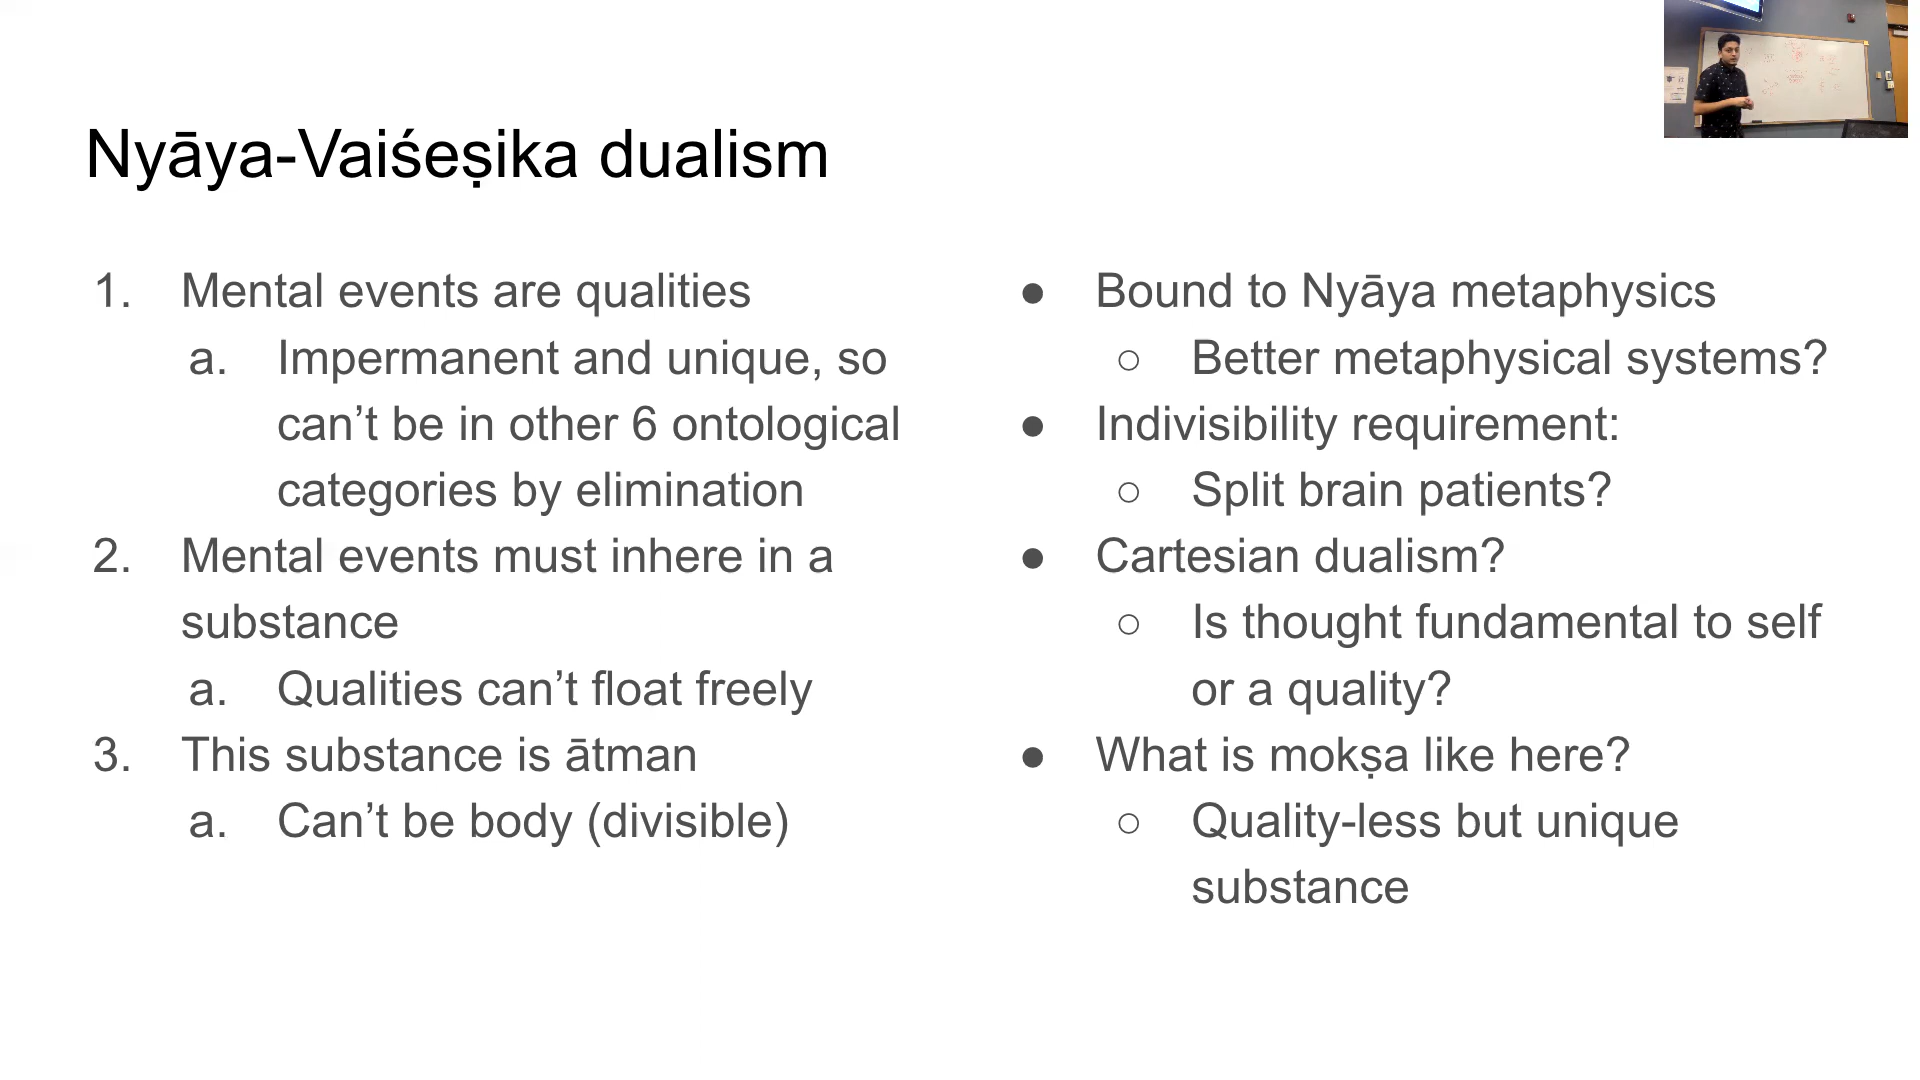 Nyāya-Vaiśeṣika dualism
1. Mental events are qualities
a. Impermanent and unique, so
can’t be in other 6 ontological
categories by elimination
2. Mental events must inhere in a
substance
a. Qualities can’t float freely
3. This substance is ātman
a. Can’t be body (divisible)
● Bound to Nyāya metaphysics
○ Better metaphysical systems?
● Indivisibility requirement:
○ Split brain patients?
● Cartesian dualism?
○ Is thought fundamental to self
or a quality?
● What is mokṣa like here?
○ Quality-less but unique
substance